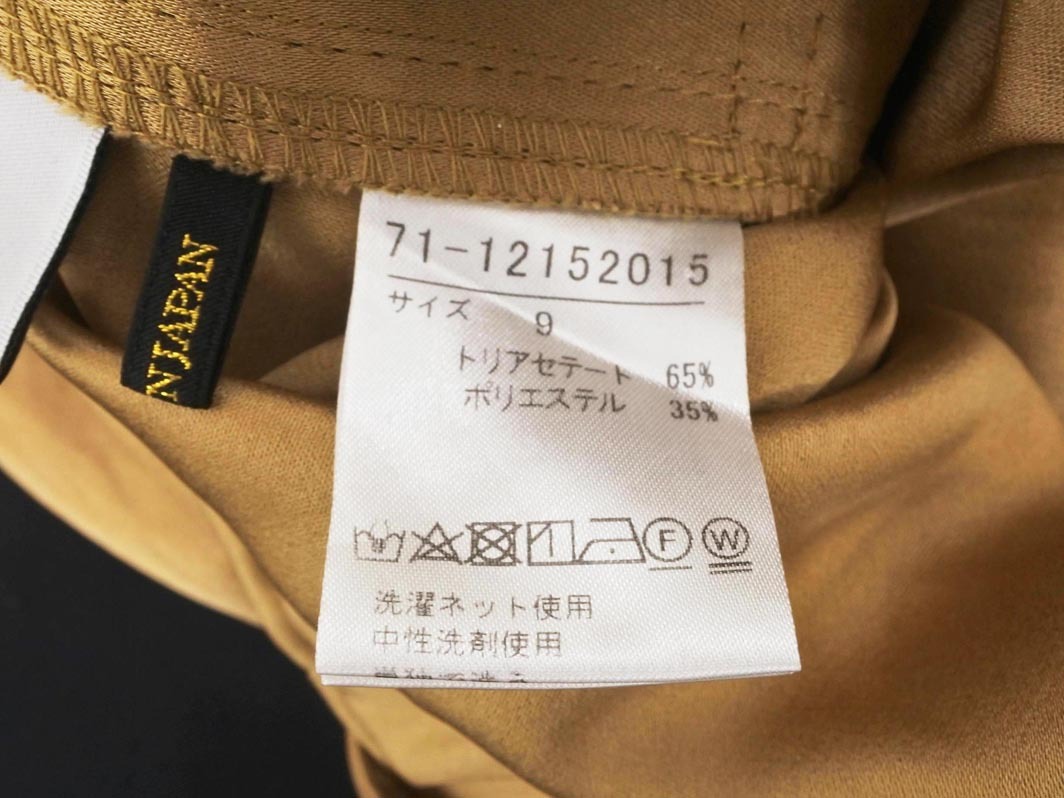 71-12152015
サイズ 9
トリアセテート 65%
ポリエステル 35%
F W
洗濯ネット使用
中性洗剤使用
N JAPAN